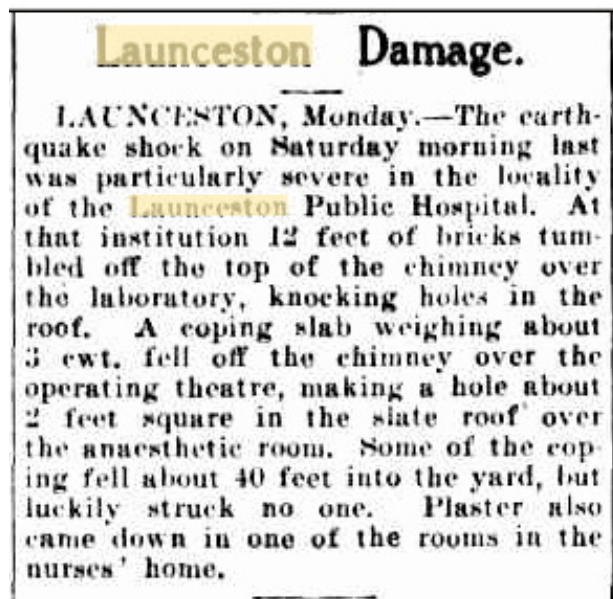 Launceston Damage.
LAUNCESTON, Monday.—The earth-
quake shock on Saturday morning last
was particularly severe in the locality
of the Launceston Public Hospital. At
that institution 12 feet of bricks tum-
bled off the top of the chimney over
the laboratory, knocking holes in the
roof. A coping slab weighing about
3 cwt. fell off the chimney over the
operating theatre, making a hole about
2 feet square in the slate roof over
the anaesthetic room. Some of the cop-
ing fell about 40 feet into the yard, but
luckily struck no one. Plaster also
came down in one of the rooms in the
nurses' home.